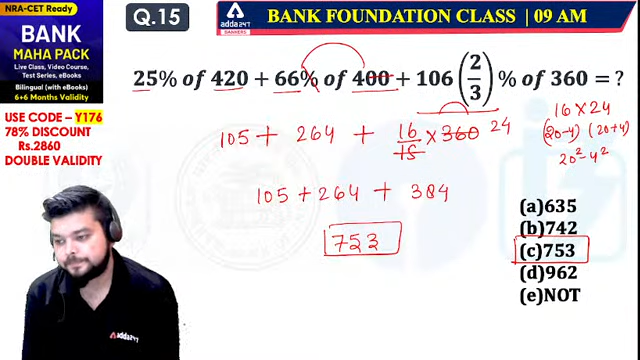 NRA-CET Ready
BANK
MAHA PACK
Live Class, Video Course,
Test Series, eBooks
Bilingual (with eBooks)
6+6 Months Validity
USE CODE - Y176
78% DISCOUNT
Rs.2860
DOUBLE VALIDITY
Q.15
adda247
BANKERS
BANK FOUNDATION CLASS | 09 AM
25% of 420 + 66% of 400 + 106 (2/3) % of 360 = ?
105 + 264 + 16/15 × 360 24
16 × 24
(20-4) (20+4)
20² - 4²
105 + 264 + 384
753
(a)635
(b)742
(c)753
(d)962
(e)NOT
adda247